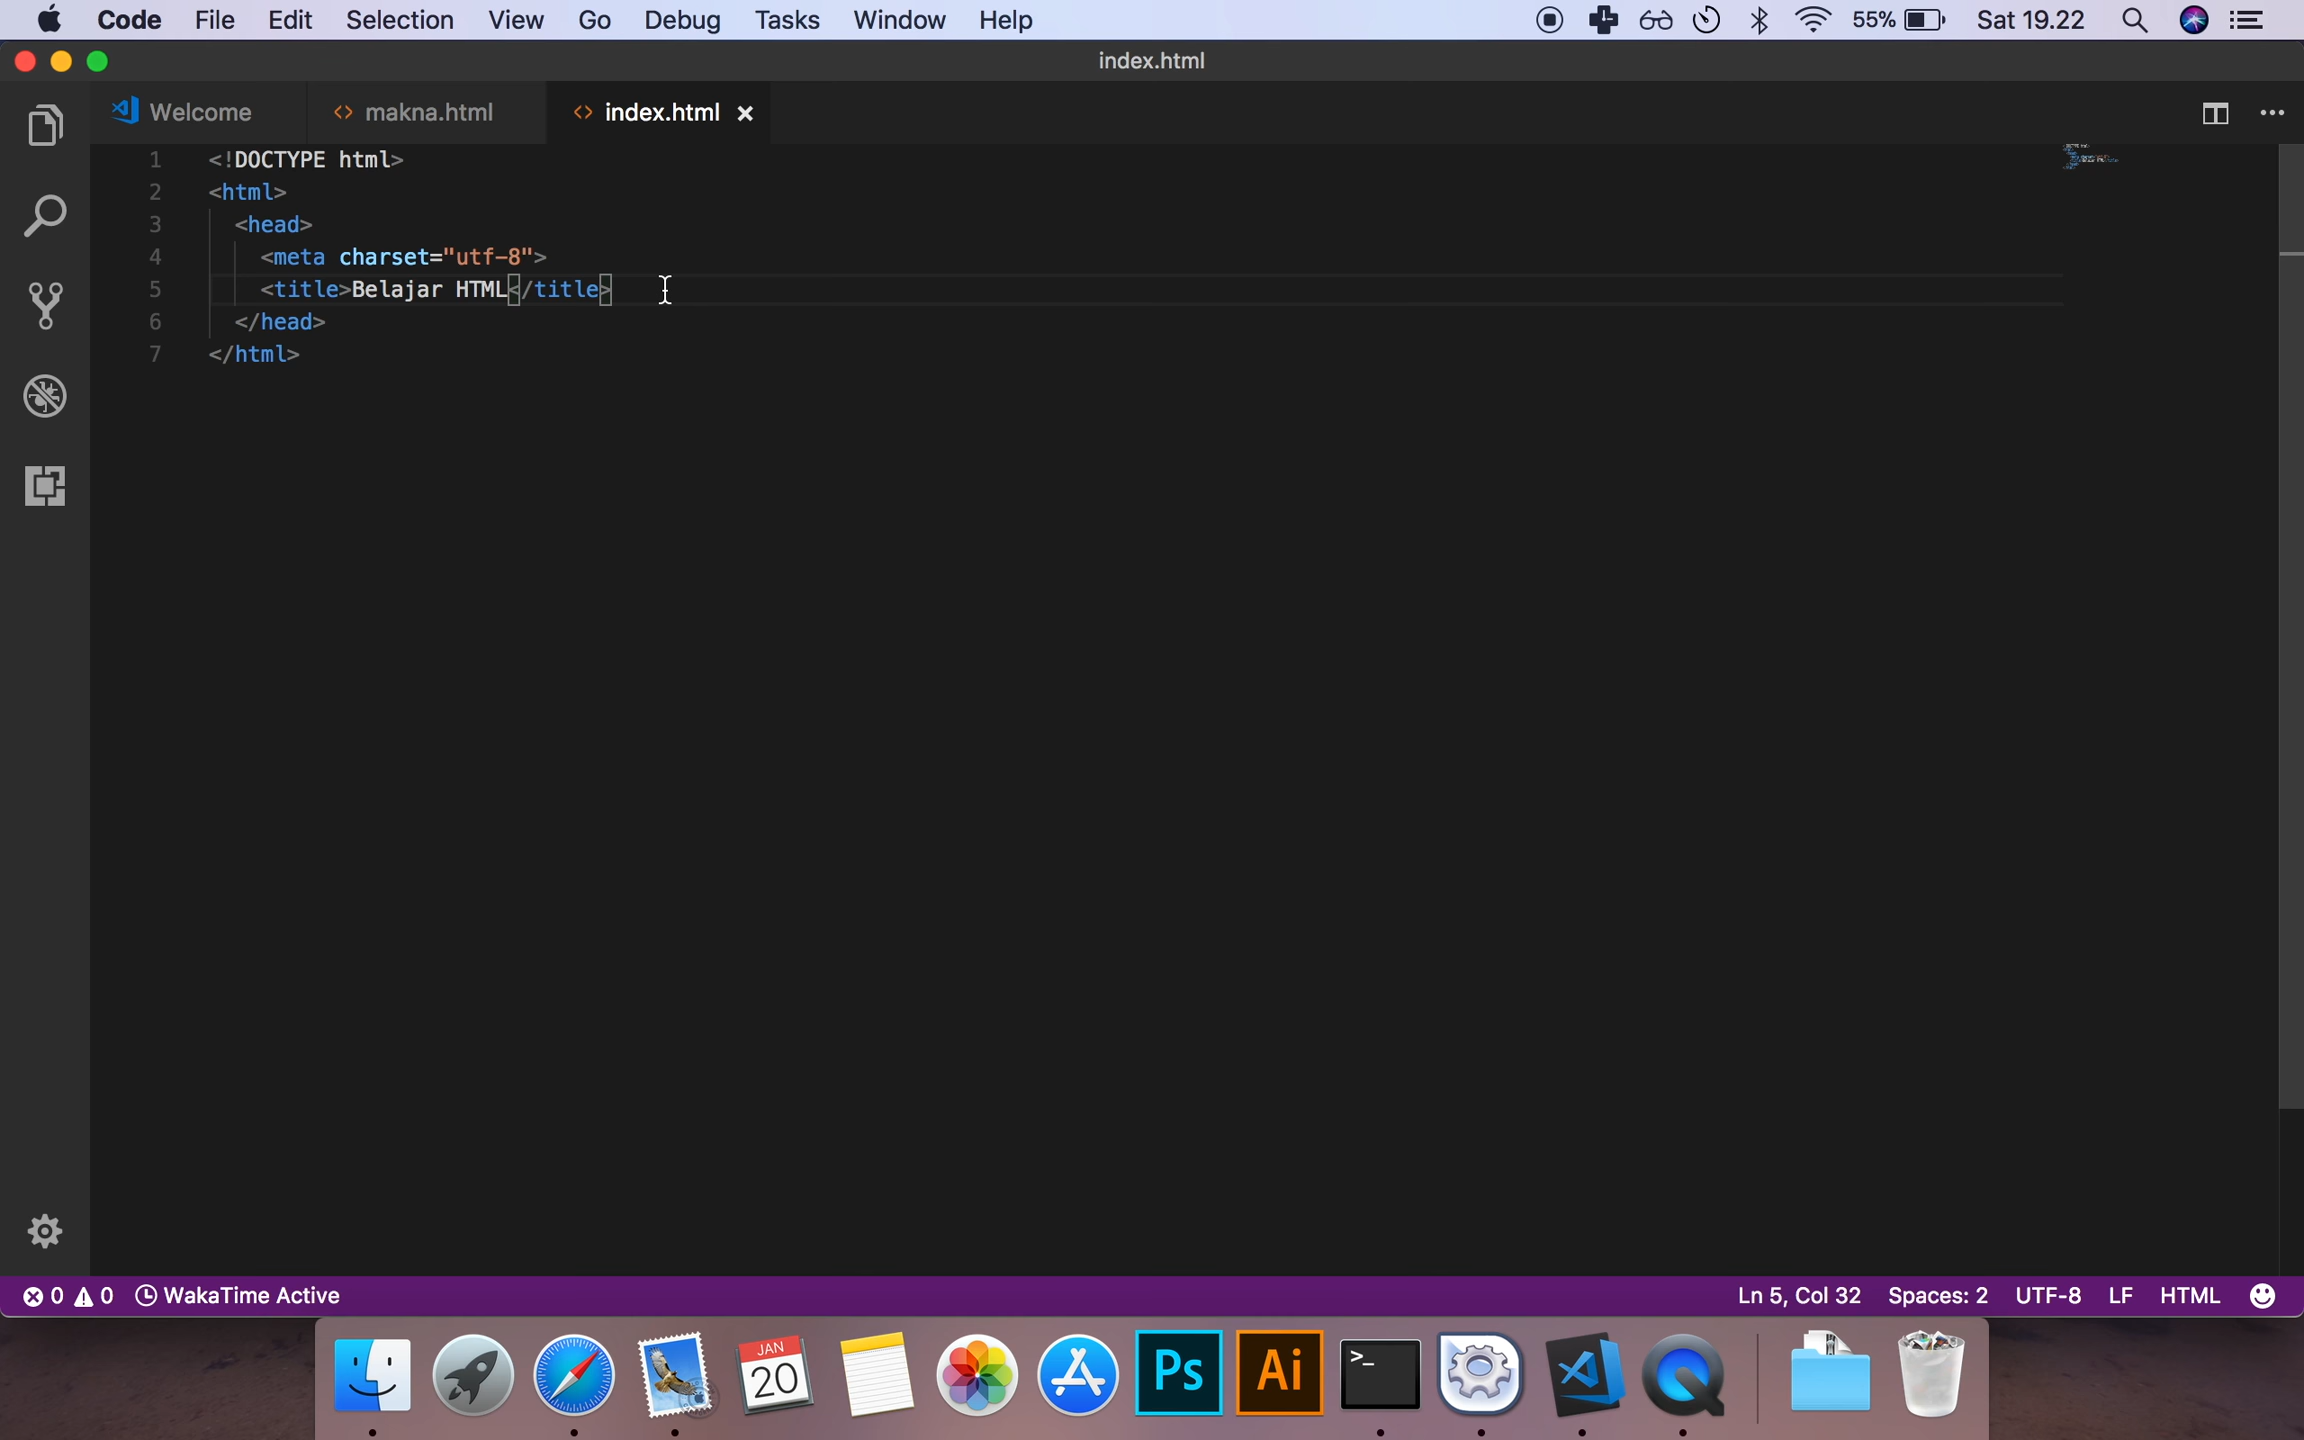 Code File Edit Selection View Go Debug Tasks Window Help 55% Sat 19.22
index.html
Welcome makna.html index.html
1 <!DOCTYPE html>
2 <html>
3 <head>
4 <meta charset="utf-8">
5 <title>Belajar HTML</title>
6 </head>
7 </html>
0 0 WakaTime Active Ln 5, Col 32 Spaces: 2 UTF-8 LF HTML
JAN
20
Ps
Ai
>_